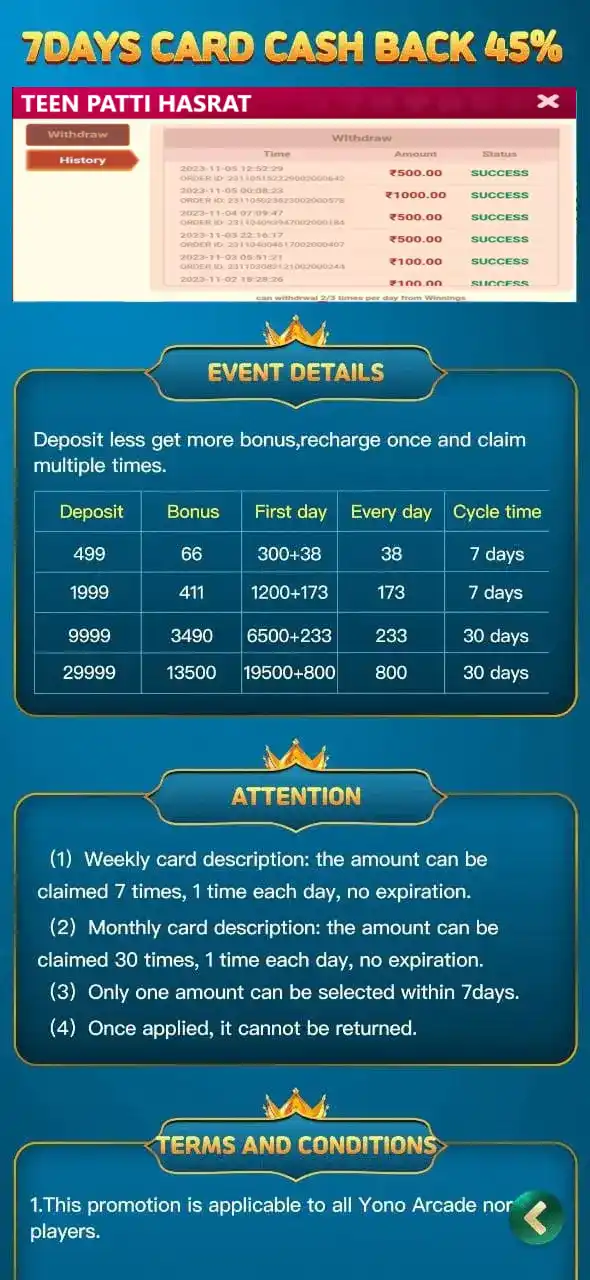 7DAYS CARD CASH BACK 45%
TEEN PATTI HASRAT
Withdraw
History
Withdraw
Time Amount Status
2023-11-05 12:52:29
ORDER ID:
₹500.00 SUCCESS
2023-11-05 00:08:23
ORDER ID:
₹1000.00 SUCCESS
2023-11-04 07:09:47
ORDER ID:
₹500.00 SUCCESS
2023-11-03 22:16:17
ORDER ID:
₹500.00 SUCCESS
2023-11-03 05:51:21
ORDER ID:
₹100.00 SUCCESS
2023-11-02 18:28:26
₹100.00 SUCCESS
can withdrwal 2/3 times per day from Winnings
EVENT DETAILS
Deposit less get more bonus,recharge once and claim
multiple times.
Deposit Bonus First day Every day Cycle time
499 66 300+38 38 7 days
1999 411 1200+173 173 7 days
9999 3490 6500+233 233 30 days
29999 13500 19500+800 800 30 days
ATTENTION
(1) Weekly card description: the amount can be
claimed 7 times, 1 time each day, no expiration.
(2) Monthly card description: the amount can be
claimed 30 times, 1 time each day, no expiration.
(3) Only one amount can be selected within 7days.
(4) Once applied, it cannot be returned.
TERMS AND CONDITIONS
1.This promotion is applicable to all Yono Arcade nor
players.